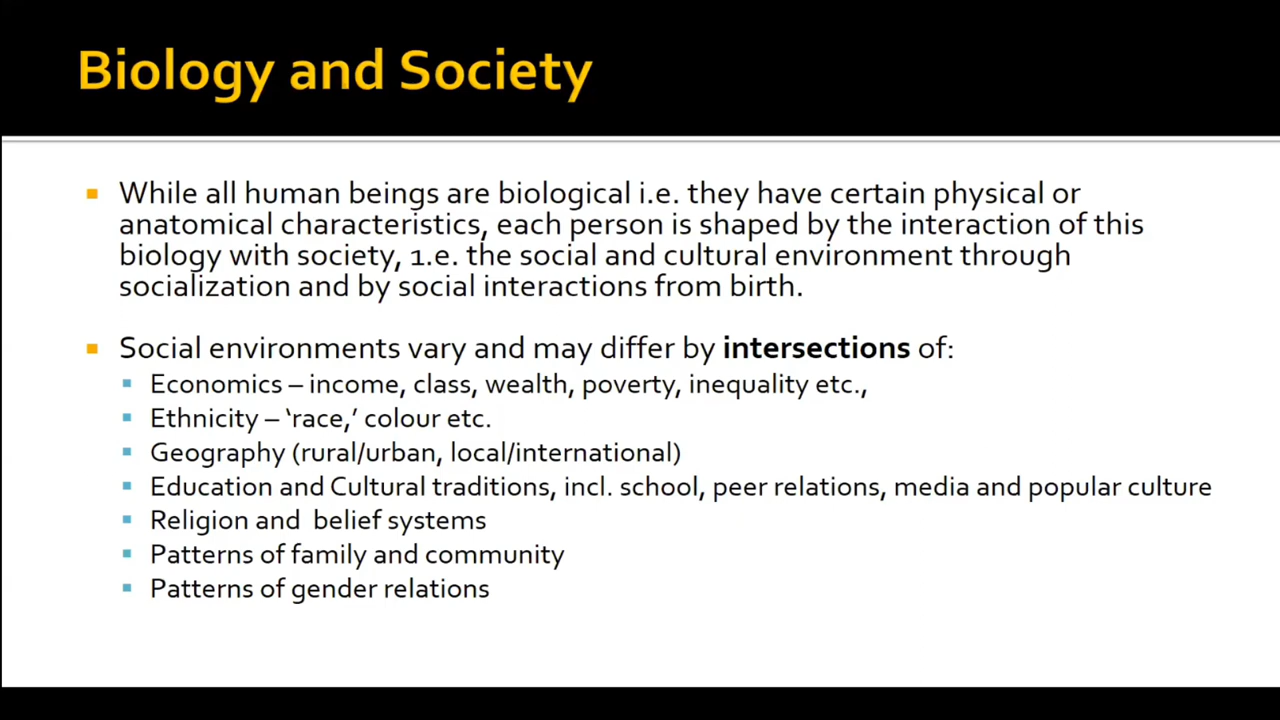 Biology and Society
While all human beings are biological i.e. they have certain physical or
anatomical characteristics, each person is shaped by the interaction of this
biology with society, 1.e. the social and cultural environment through
socialization and by social interactions from birth.
Social environments vary and may differ by intersections of:
Economics – income, class, wealth, poverty, inequality etc.,
Ethnicity – ‘race,’ colour etc.
Geography (rural/urban, local/international)
Education and Cultural traditions, incl. school, peer relations, media and popular culture
Religion and  belief systems
Patterns of family and community
Patterns of gender relations